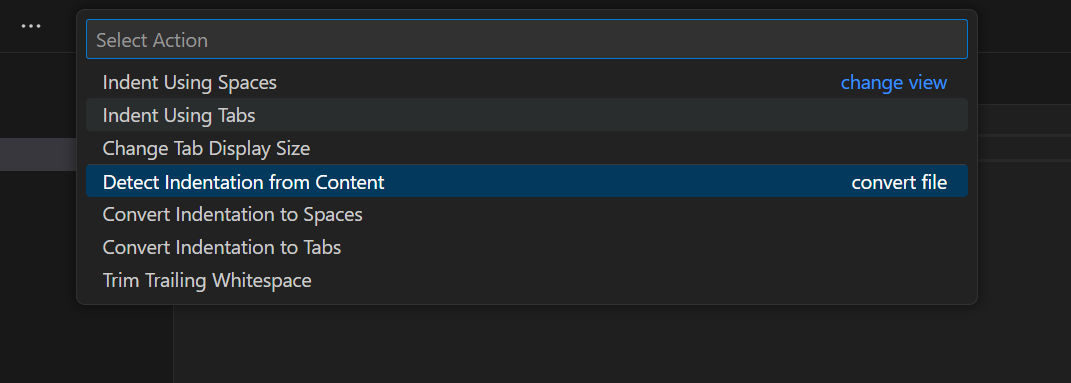 Select Action
Indent Using Spaces change view
Indent Using Tabs
Change Tab Display Size
Detect Indentation from Content convert file
Convert Indentation to Spaces
Convert Indentation to Tabs
Trim Trailing Whitespace